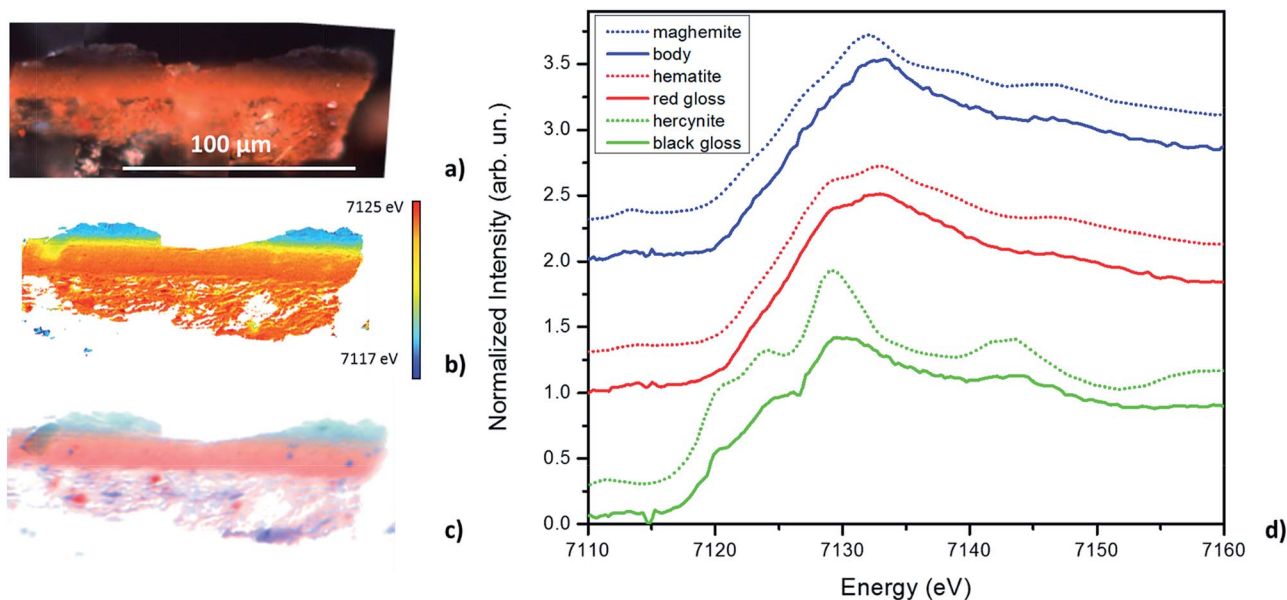 100 µm
a)
7125 eV
7117 eV
b)
c)
maghemite
body
hematite
red gloss
hercynite
black gloss
Normalized Intensity (arb. un.)
3.5
3.0
2.5
2.0
1.5
1.0
0.5
0.0
7110 7120 7130 7140 7150 7160
Energy (eV)
d)